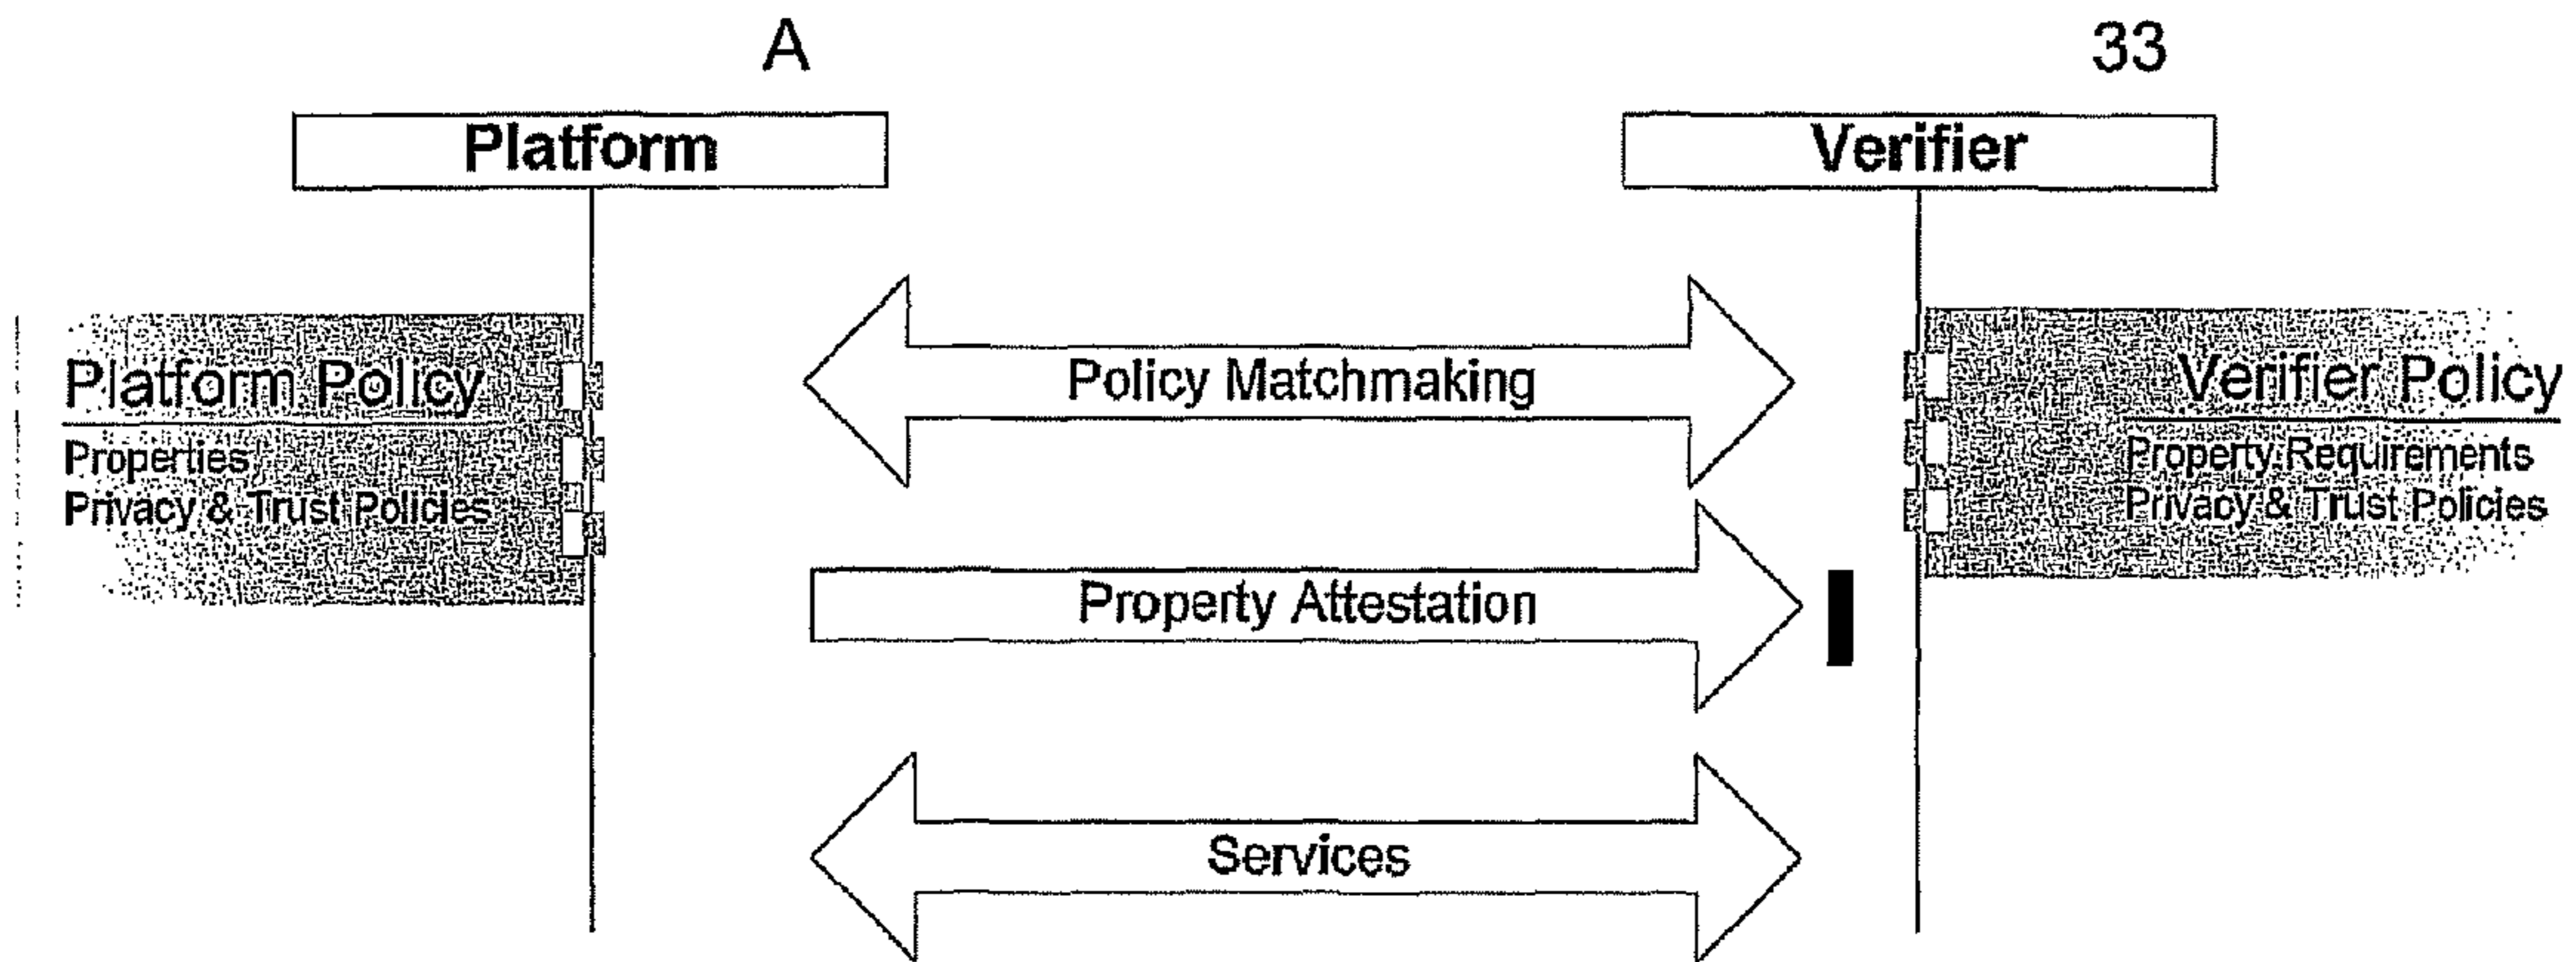 A
33
Platform
Verifier
Policy Matchmaking
Platform Policy
Verifier Policy
Properties
Privacy & Trust Policies
Property Requirements
Privacy & Trust Policies
Property Attestation
Services